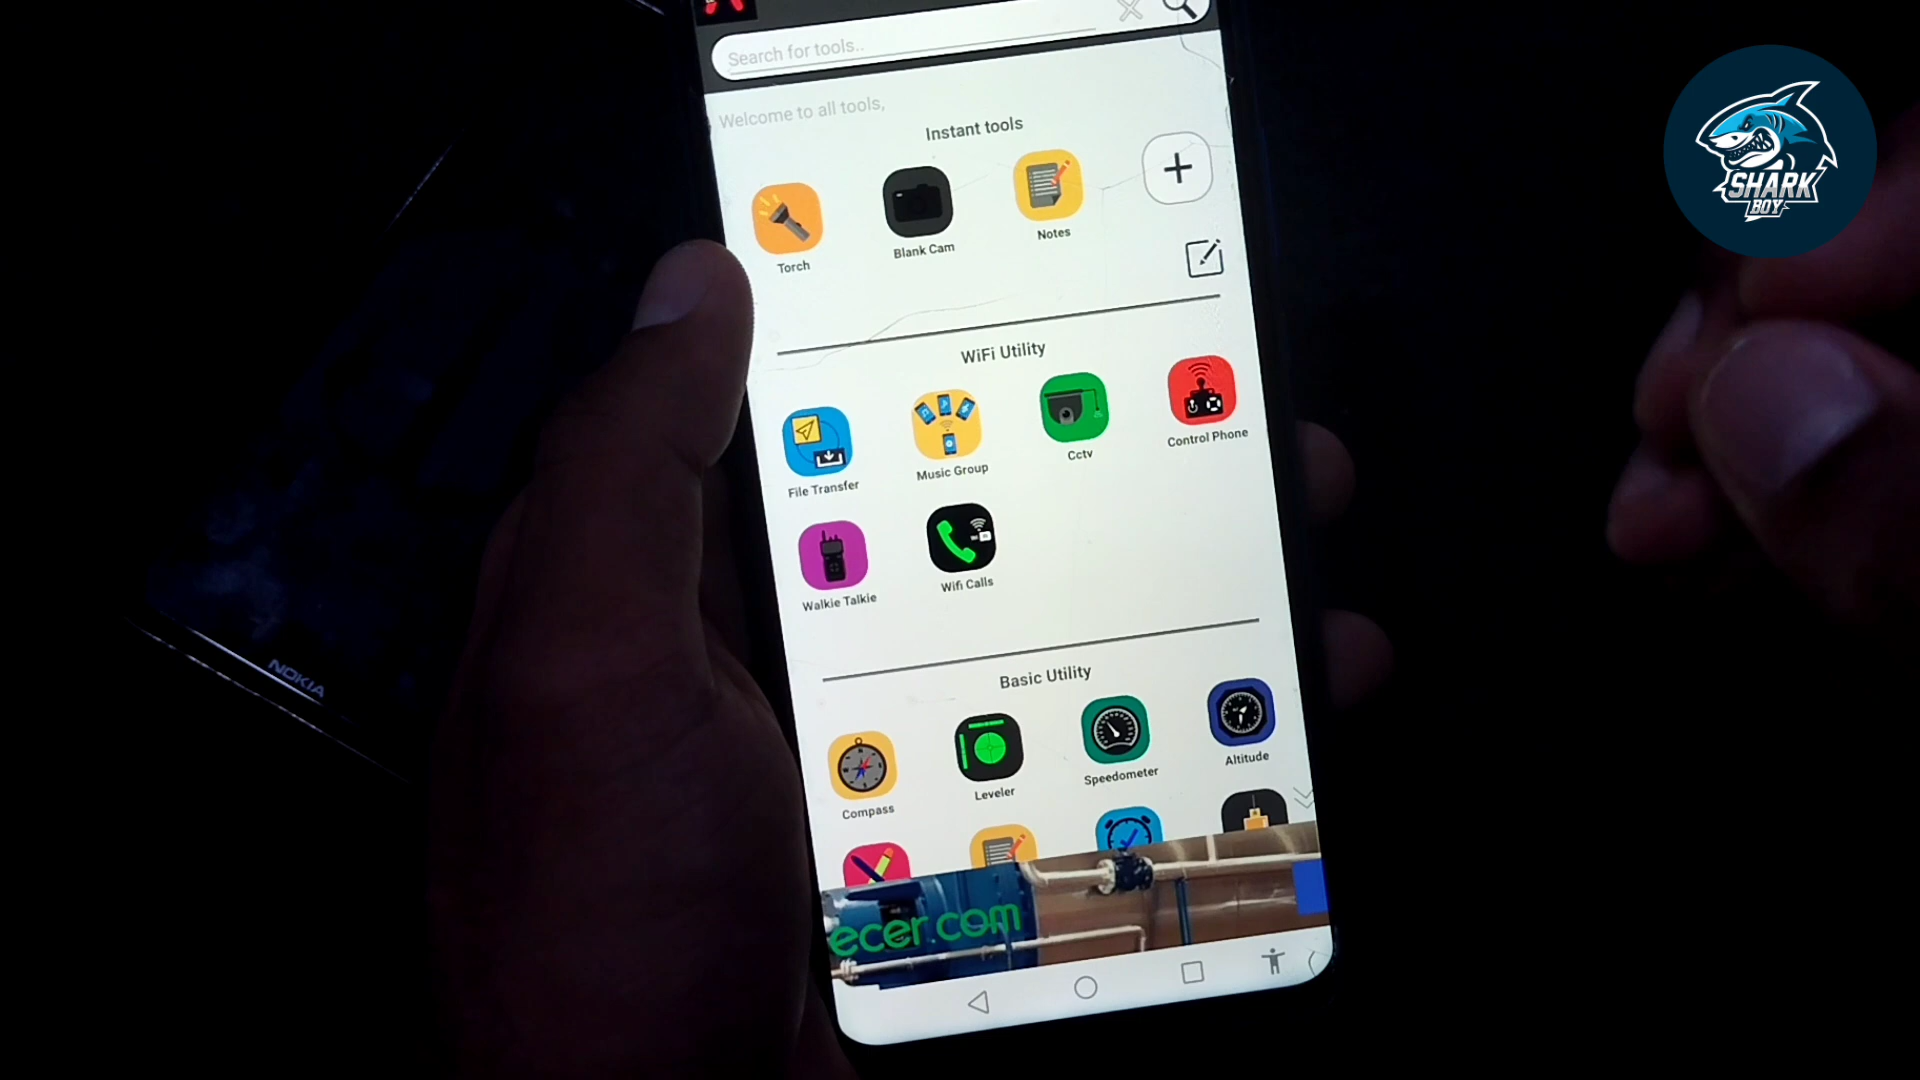 Search for tools..
Welcome to all tools,
Instant tools
Torch
Blank Cam
Notes
WiFi Utility
File Transfer
Music Group
Cctv
Control Phone
Walkie Talkie
Wifi Calls
Basic Utility
Compass
Leveler
Speedometer
Altitude
ecer.com
NOKIA
SHARK
BOY